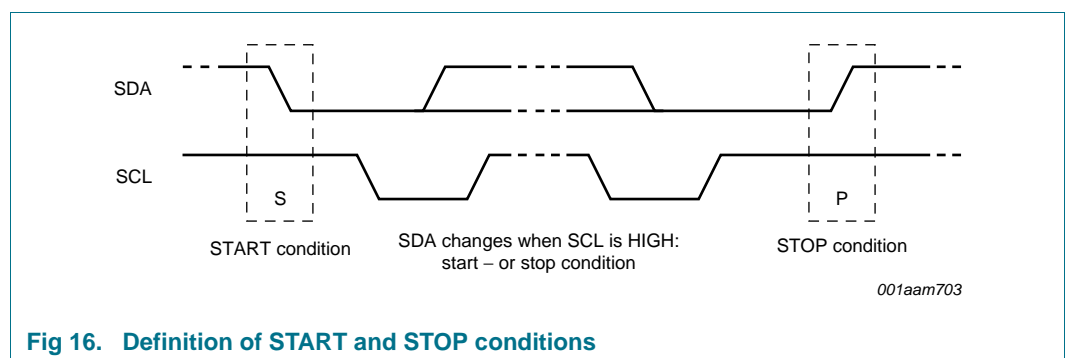 SDA
SCL
S
P
START condition
SDA changes when SCL is HIGH:
start – or stop condition
STOP condition
001aam703
Fig 16. Definition of START and STOP conditions